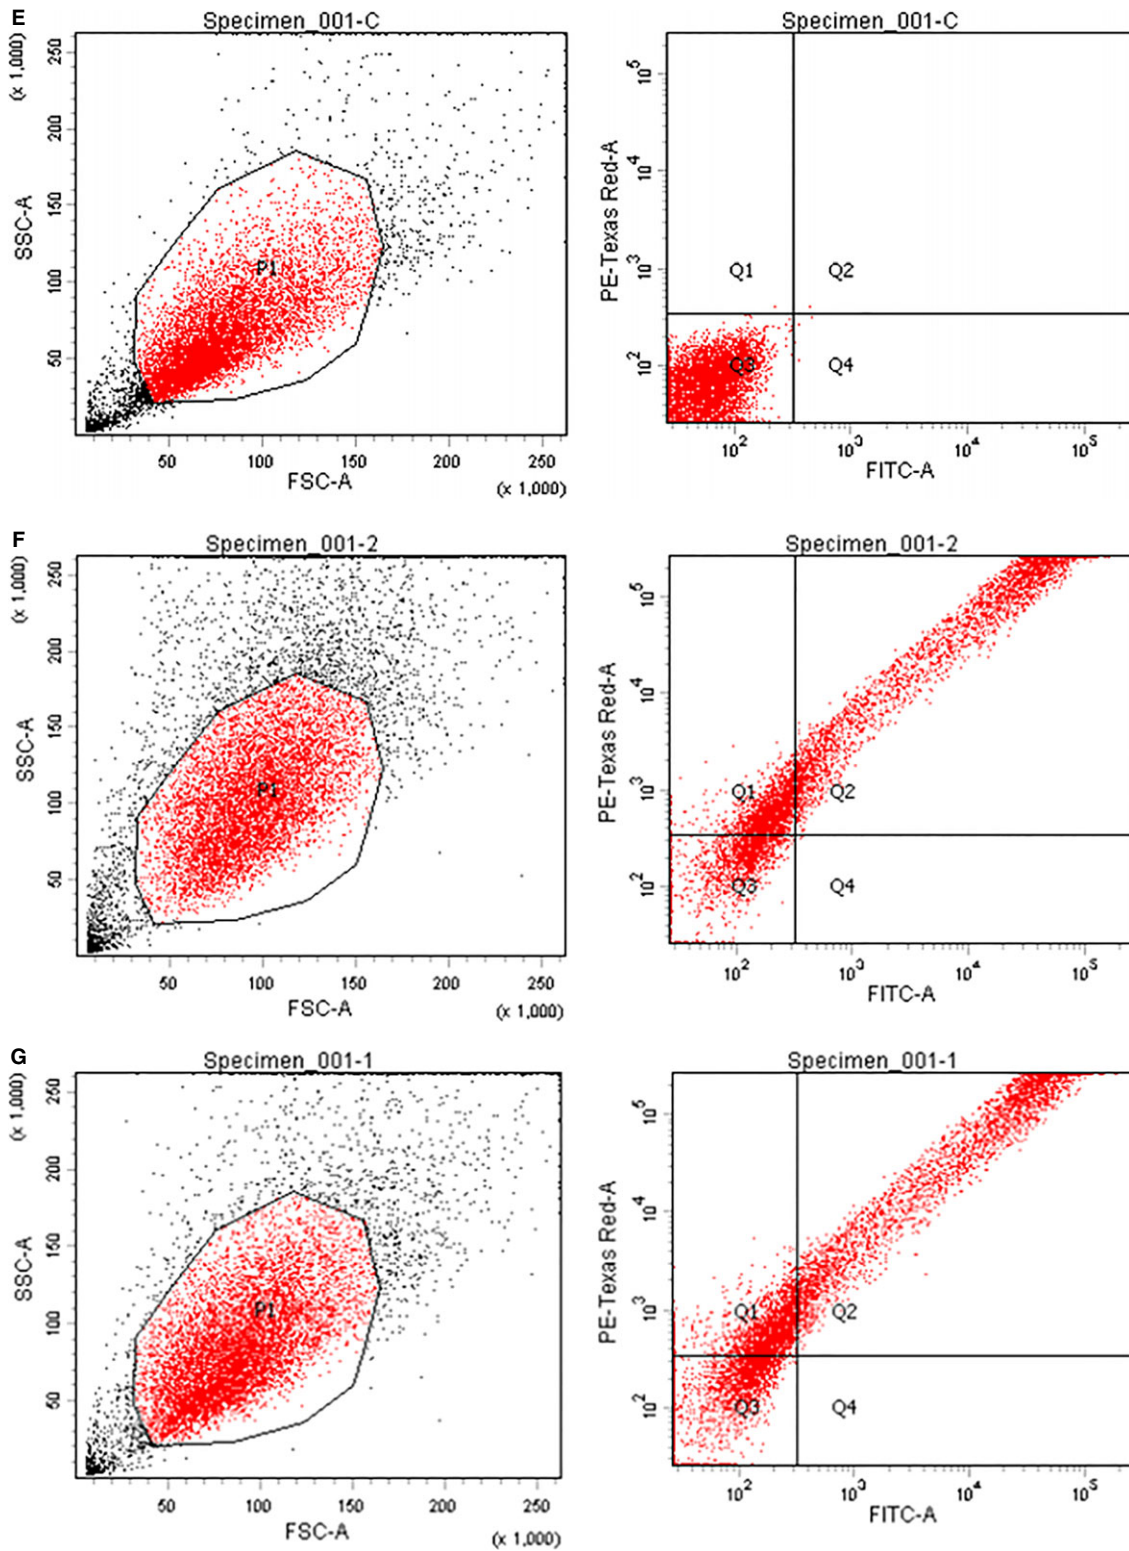 E
Specimen_001-C
(x 1,000)
250
200
150
100
50
SSC-A
P1
50 100 150 200 250
FSC-A
(x 1,000)
Specimen_001-C
PE-Texas Red-A
10^5
10^4
10^3
10^2
Q1 Q2
Q3 Q4
10^2 10^3 10^4 10^5
FITC-A
F
Specimen_001-2
(x 1,000)
250
200
150
100
50
SSC-A
P1
50 100 150 200 250
FSC-A
(x 1,000)
Specimen_001-2
PE-Texas Red-A
10^5
10^4
10^3
10^2
Q1 Q2
Q3 Q4
10^2 10^3 10^4 10^5
FITC-A
G
Specimen_001-1
(x 1,000)
250
200
150
100
50
SSC-A
P1
50 100 150 200 250
FSC-A
(x 1,000)
Specimen_001-1
PE-Texas Red-A
10^5
10^4
10^3
10^2
Q1 Q2
Q3 Q4
10^2 10^3 10^4 10^5
FITC-A